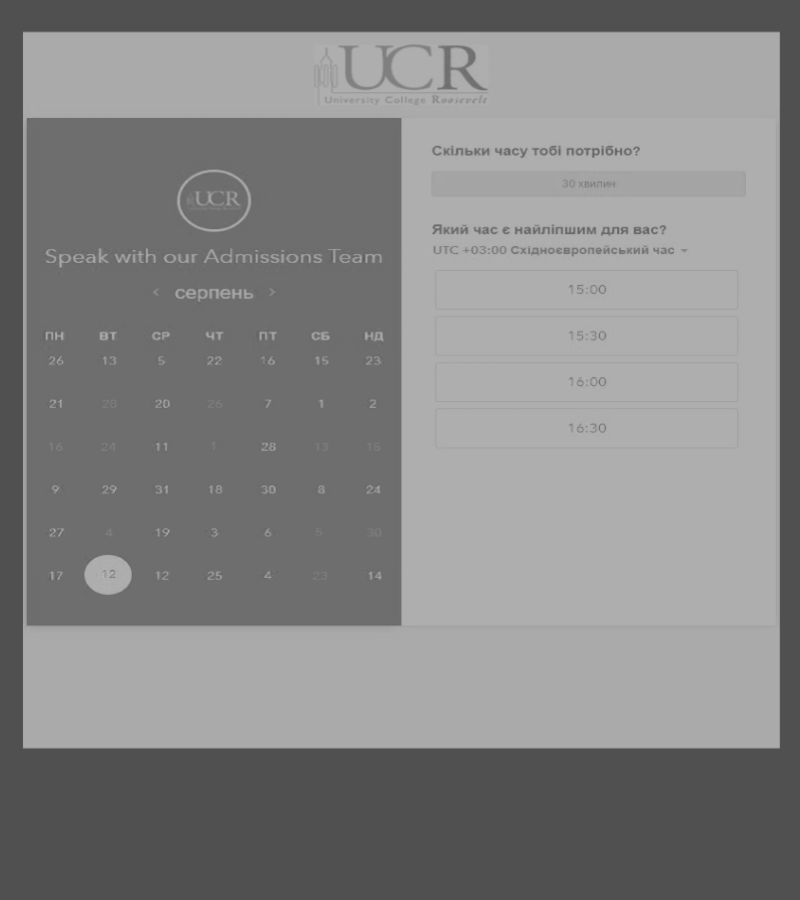 UCR
University College Roosevelt
UCR
Speak with our Admissions Team
< серпень >
ПН ВТ СР ЧТ ПТ СБ НД
26 13 5 22 16 15 23
21 28 20 26 7 1 2
16 24 11 1 28 13 15
9 29 31 18 30 8 24
27 4 19 3 6 5 30
17 12 12 25 4 23 14
Скільки часу тобі потрібно?
30 хвилин
Який час є найліпшим для вас?
UTC +03:00 Східноєвропейський час
15:00
15:30
16:00
16:30